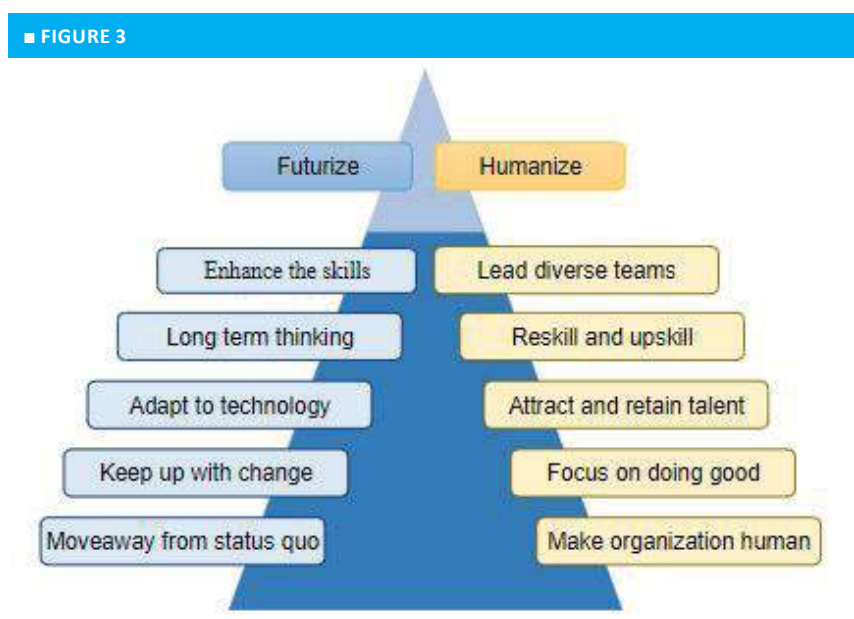 ■ FIGURE 3
Futurize
Humanize
Enhance the skills
Lead diverse teams
Long term thinking
Reskill and upskill
Adapt to technology
Attract and retain talent
Keep up with change
Focus on doing good
Moveaway from status quo
Make organization human